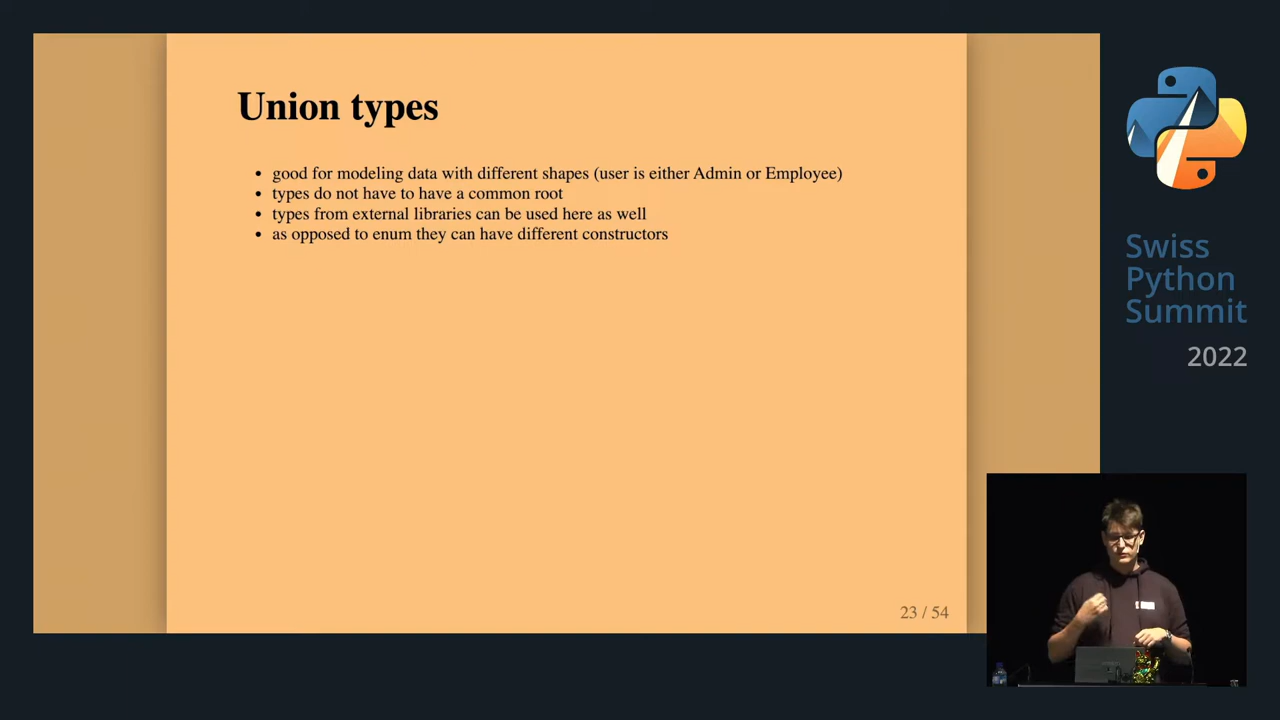 Union types
good for modeling data with different shapes (user is either Admin or Employee)
types do not have to have a common root
types from external libraries can be used here as well
as opposed to enum they can have different constructors
23 / 54
Swiss
Python
Summit
2022